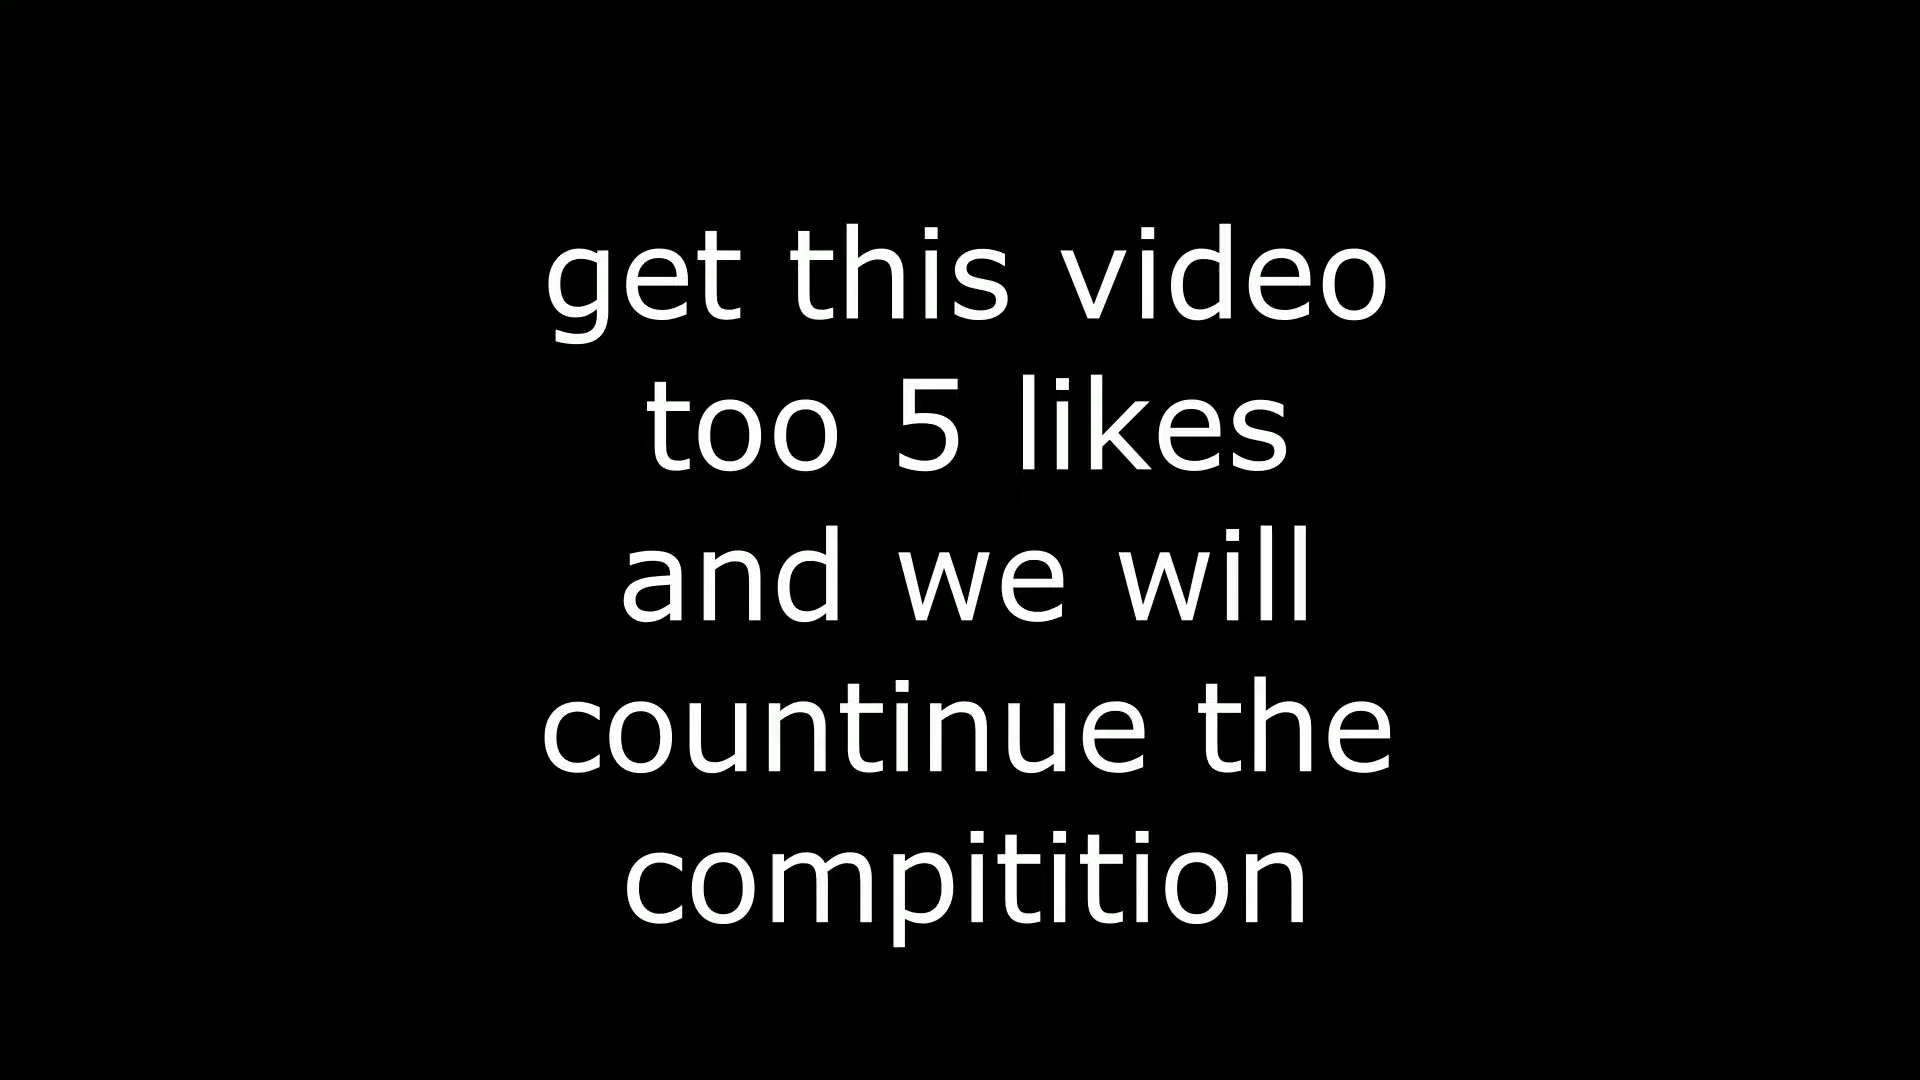 get this video
too 5 likes
and we will
countinue the
compitition